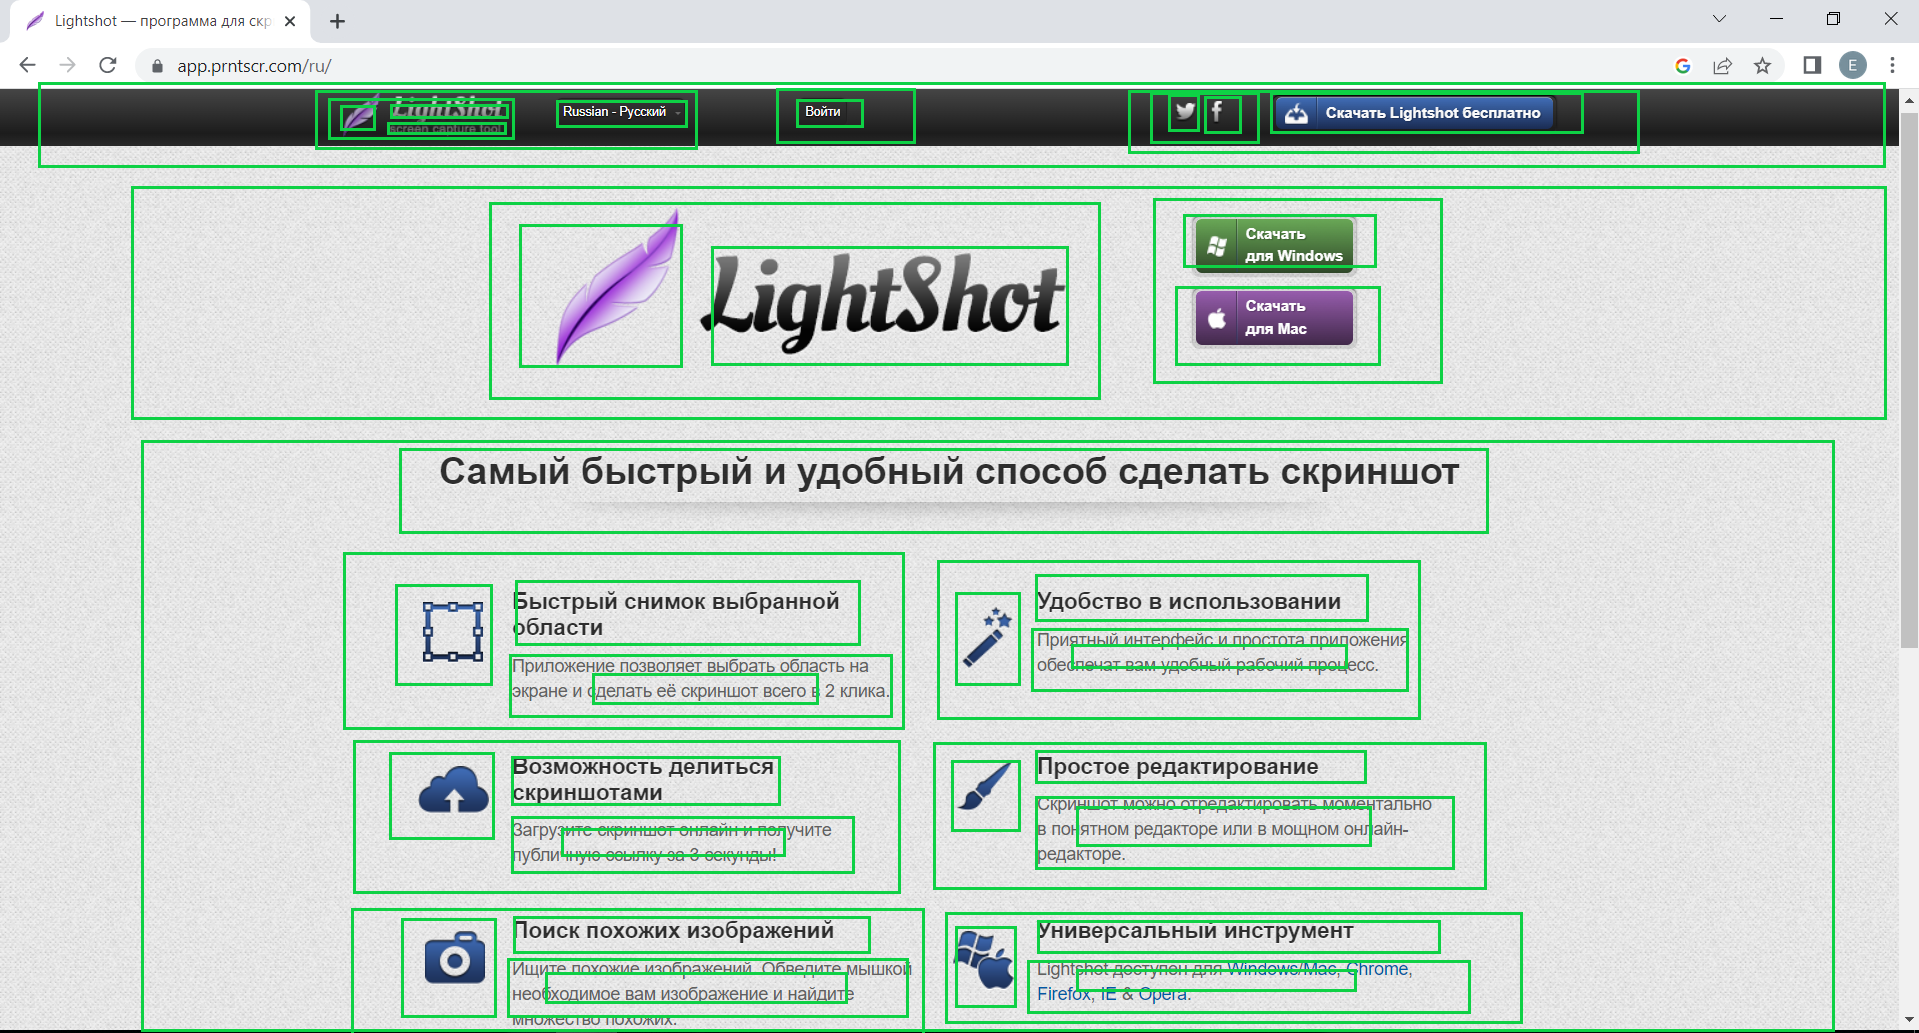 Lightshot — программа для скр
app.prntscr.com/ru/
E
LightShot
screen capture tool
Russian - Русский
Войти
Скачать Lightshot бесплатно
LightShot
Скачать
для Windows
Скачать
для Mac
Самый быстрый и удобный способ сделать скриншот
Быстрый снимок выбранной
области
Приложение позволяет выбрать область на
экране и сделать её скриншот всего в 2 клика.
Удобство в использовании
Приятный интерфейс и простота приложения
обеспечат вам удобный рабочий процесс.
Возможность делиться
скриншотами
Загрузите скриншот онлайн и получите
публичную ссылку за 3 секунды!
Простое редактирование
Скриншот можно отредактировать моментально
в понятном редакторе или в мощном онлайн-
редакторе.
Поиск похожих изображений
Ищите похожие изображений. Обведите мышкой
необходимое вам изображение и найдите
множество похожих.
Универсальный инструмент
Lightshot доступен для Windows/Mac, Chrome,
Firefox, IE & Opera.